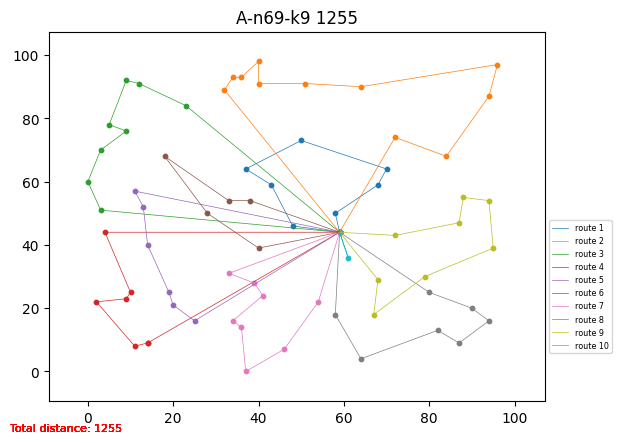 A-n69-k9 1255
100
80
60
40
20
0
0 20 40 60 80 100
route 1
route 2
route 3
route 4
route 5
route 6
route 7
route 8
route 9
route 10
Total distance: 1255